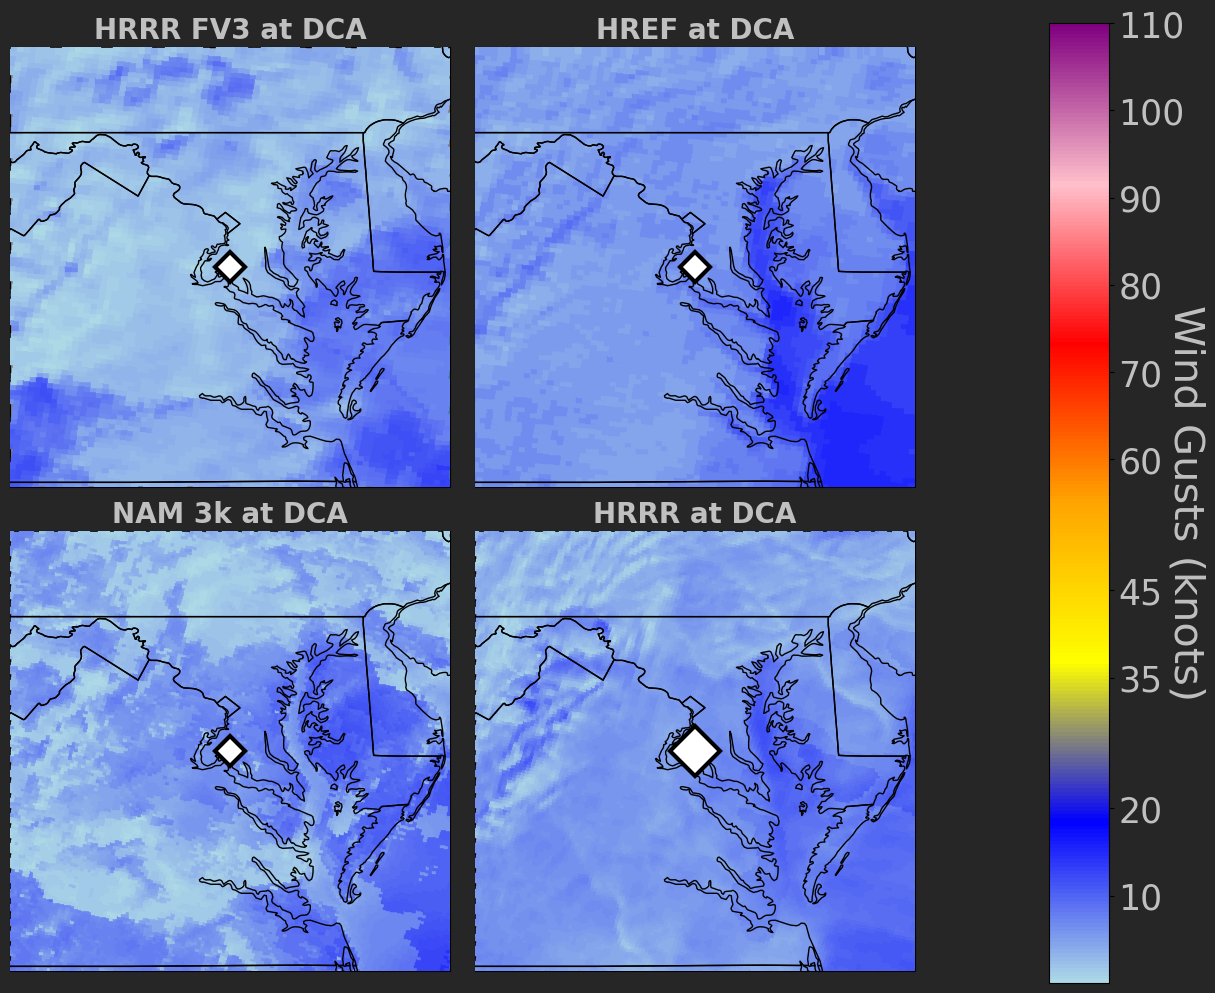 HRRR FV3 at DCA
HREF at DCA
NAM 3k at DCA
HRRR at DCA
110
100
90
80
70
60
45
35
20
10
Wind Gusts (knots)